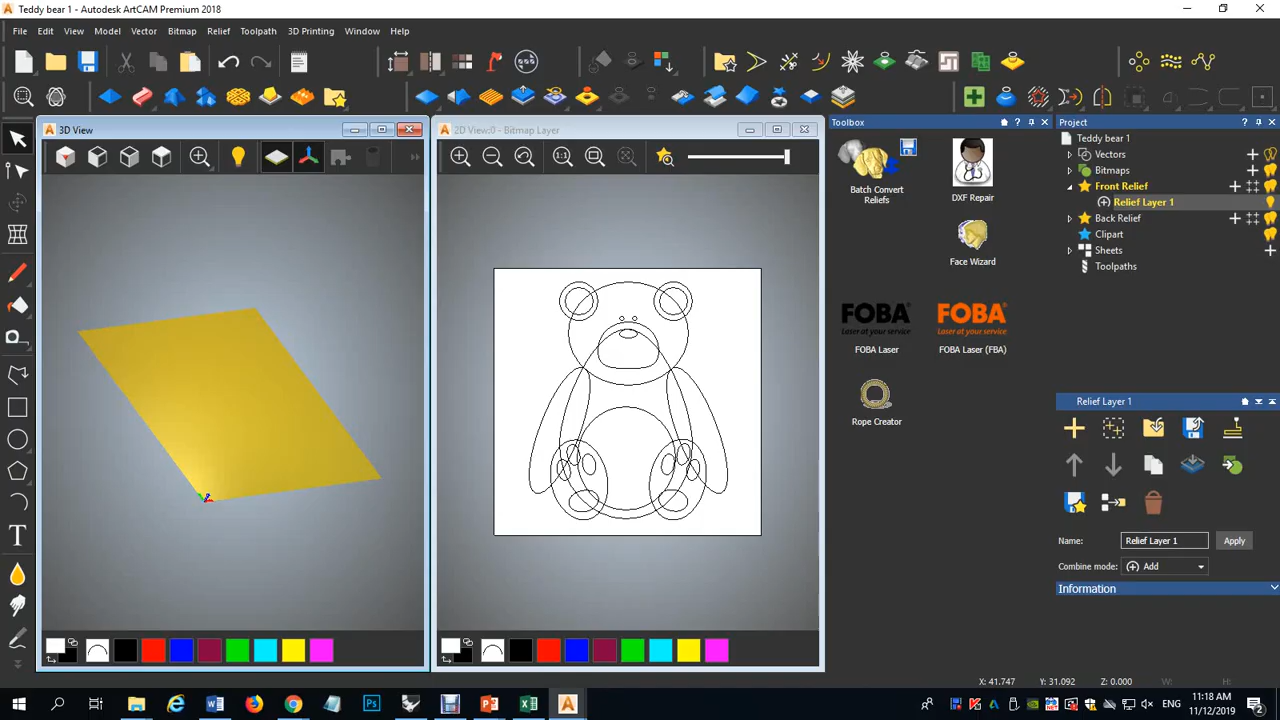 Teddy bear 1 - Autodesk ArtCAM Premium 2018
File Edit View Model Vector Bitmap Relief Toolpath 3D Printing Window Help
3D View
2D View:0 - Bitmap Layer
Toolbox
Project
Batch Convert Reliefs
DXF Repair
Face Wizard
FOBA
Laser at your service
FOBA Laser
FOBA
Laser at your service
FOBA Laser (FBA)
Rope Creator
Teddy bear 1
Vectors
Bitmaps
Front Relief
Relief Layer 1
Back Relief
Clipart
Sheets
Toolpaths
Relief Layer 1
Name: Relief Layer 1 Apply
Combine mode: Add
Information
X: 41.747 Y: 31.092 Z: 0.000 W: H:
11:18 AM
ENG
11/12/2019